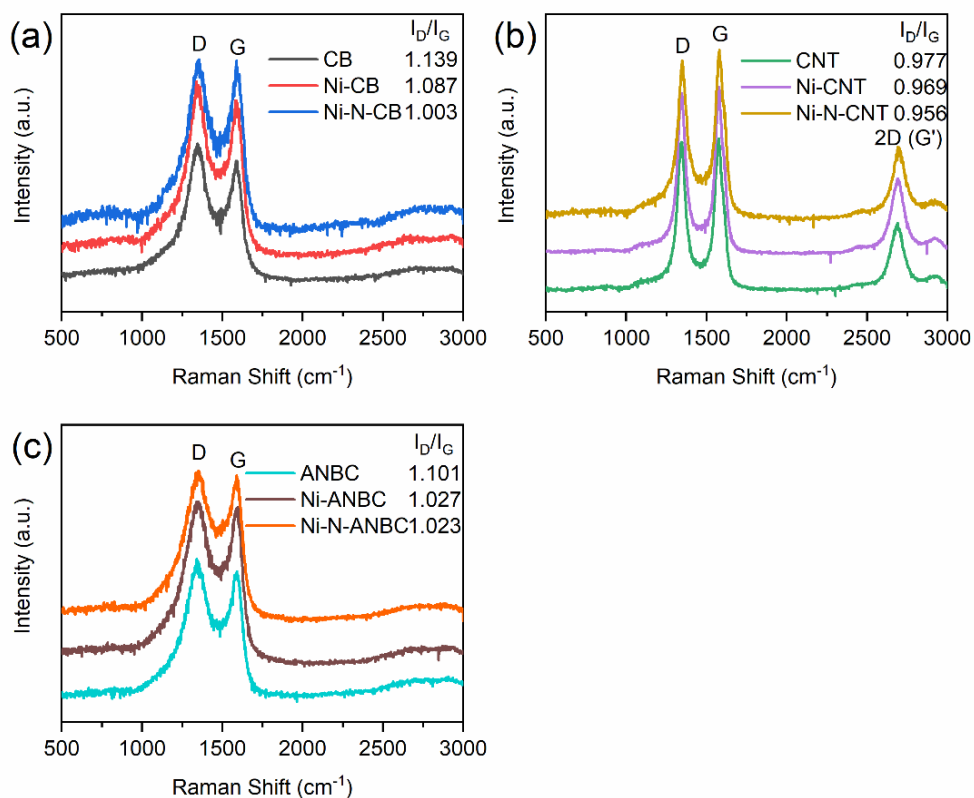 (a)
D G
I_D/I_G
CB 1.139
Ni-CB 1.087
Ni-N-CB 1.003
Intensity (a.u.)
500 1000 1500 2000 2500 3000
Raman Shift (cm⁻¹)
(b)
D G
I_D/I_G
CNT 0.977
Ni-CNT 0.969
Ni-N-CNT 0.956
2D (G')
Intensity (a.u.)
500 1000 1500 2000 2500 3000
Raman Shift (cm⁻¹)
(c)
D G
I_D/I_G
ANBC 1.101
Ni-ANBC 1.027
Ni-N-ANBC 1.023
Intensity (a.u.)
500 1000 1500 2000 2500 3000
Raman Shift (cm⁻¹)